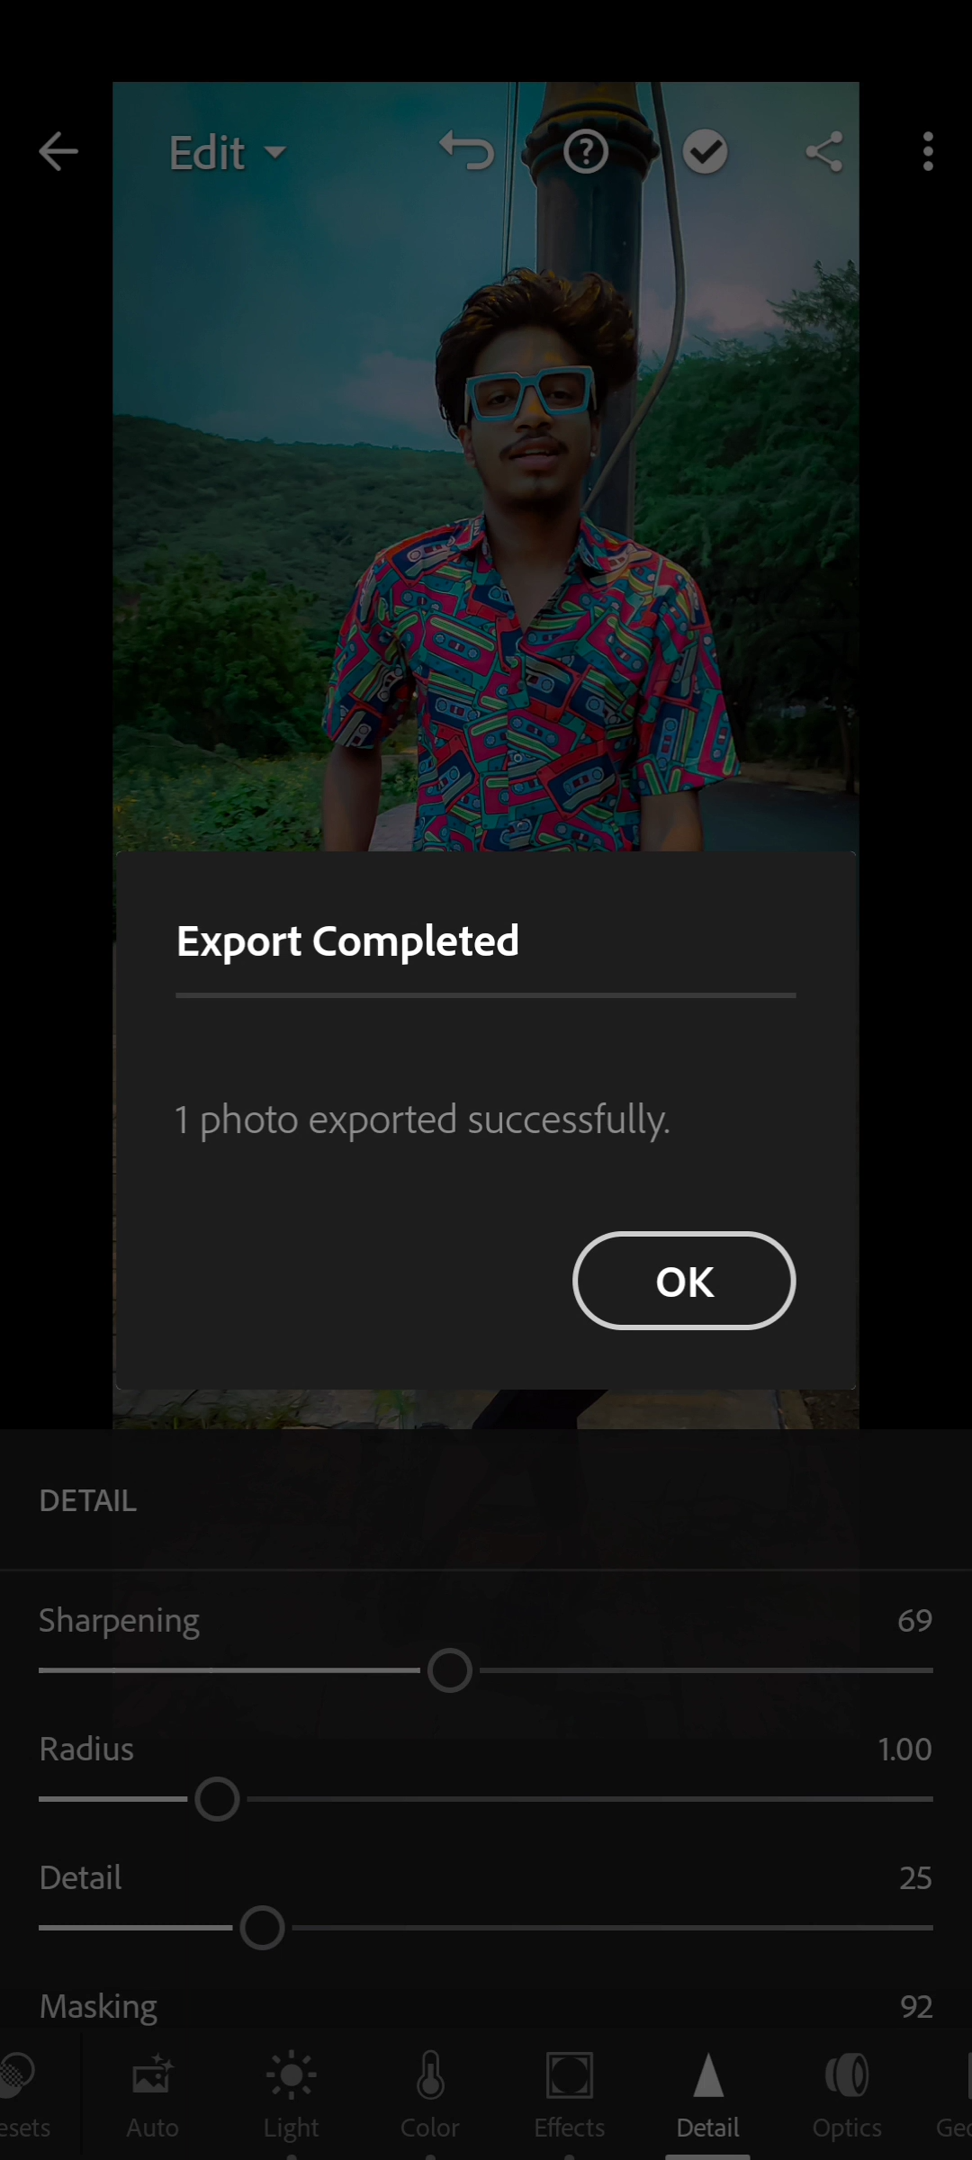 Edit
Export Completed
1 photo exported successfully.
OK
DETAIL
Sharpening 69
Radius 1.00
Detail 25
Masking 92
esets Auto Light Color Effects Detail Optics Geo